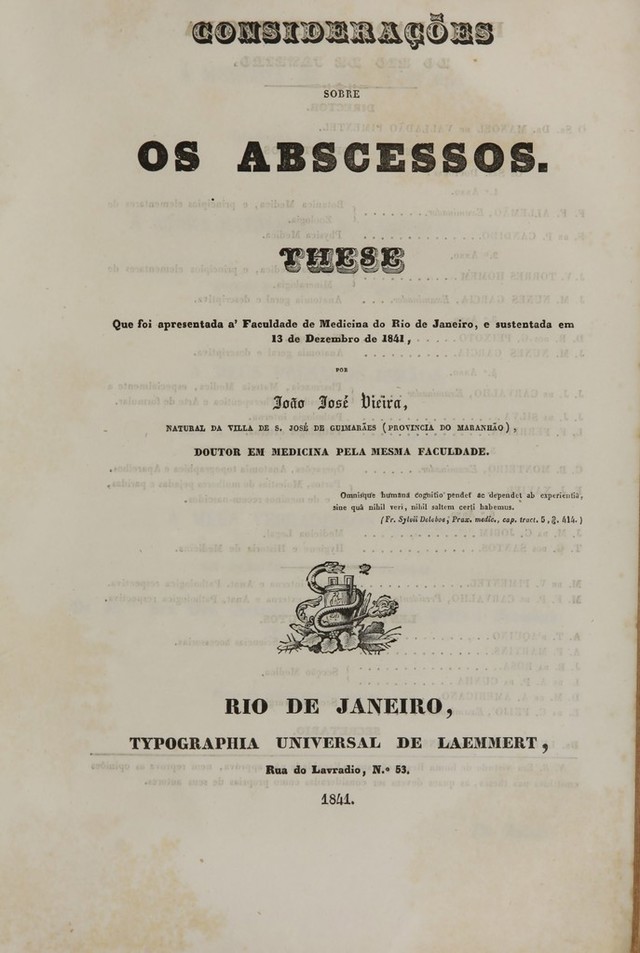 CONSIDERAÇÕES
SOBRE
OS ABSCESSOS.
THESE
Que foi apresentada a' Faculdade de Medicina do Rio de Janeiro, e sustentada em
13 de Dezembro de 1841,
POR
João José Vieira,
NATURAL DA VILLA DE S. JOSÉ DE GUIMARÃES (PROVINCIA DO MARANHÃO),
DOUTOR EM MEDICINA PELA MESMA FACULDADE.
Omnisque humana cognitio pendet ac dependet ab experientiâ,
sine quâ nihil veri, nihil saltem certi habemus.
(Fr. Sylvii Deleboe, Prax. medic., cap. tract. 5, §. 414.)
RIO DE JANEIRO,
TYPOGRAPHIA UNIVERSAL DE LAEMMERT,
Rua do Lavradio, N.º 53.
1841.